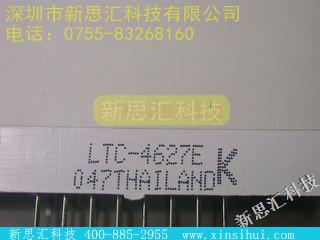 深圳市新思汇科技有限公司
电话：0755-83268160
新思汇科技
LTC-4627E
047THAILAND K
新思汇科技
新思汇科技 400-885-2955 www.xinsihui.com